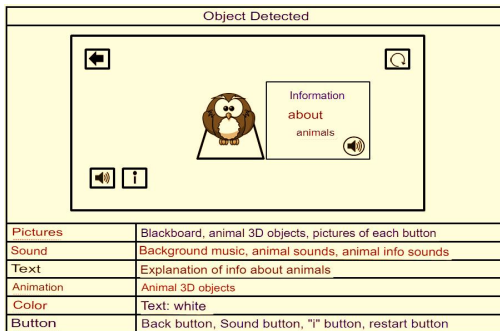 Object Detected
Information
about
animals
i
Pictures Blackboard, animal 3D objects, pictures of each button
Sound Background music, animal sounds, animal info sounds
Text Explanation of info about animals
Animation Animal 3D objects
Color Text: white
Button Back button, Sound button, "i" button, restart button